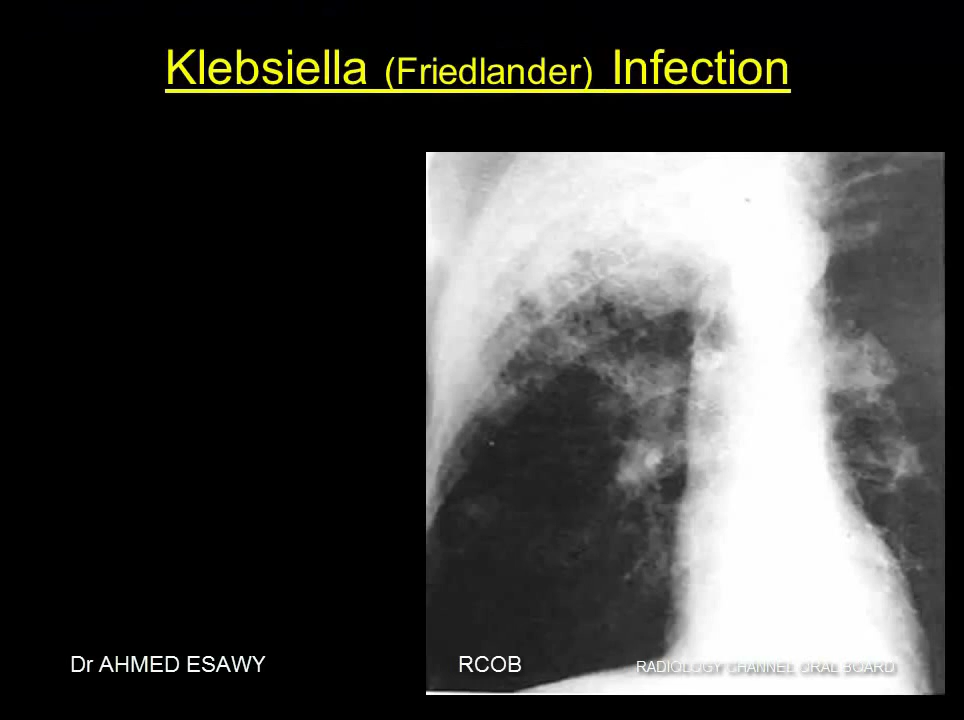 Klebsiella (Friedlander) Infection
Dr AHMED ESAWY
RCOB
RADIOLOGY CHANNEL ORAL BOARD